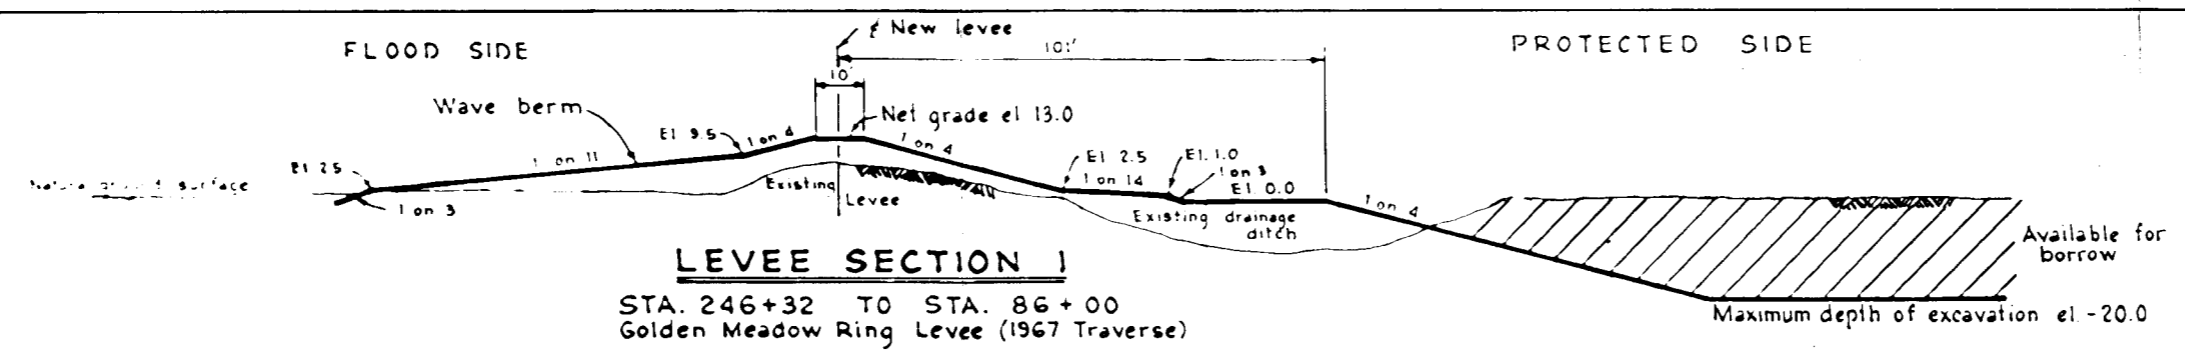 FLOOD SIDE
¢ New levee
101'
PROTECTED SIDE
10'
Wave berm
Net grade el 13.0
El 9.5
1 on 4
1 on 4
El 2.5
1 on 11
El 2.5
El. 1.0
1 on 14
1 on 3
El. 0.0
Natural ground surface
Existing
Levee
1 on 3
1 on 4
Existing drainage
ditch
Available for
borrow
LEVEE SECTION 1
STA. 246+32 TO STA. 86+00
Golden Meadow Ring Levee (1967 Traverse)
Maximum depth of excavation el. -20.0